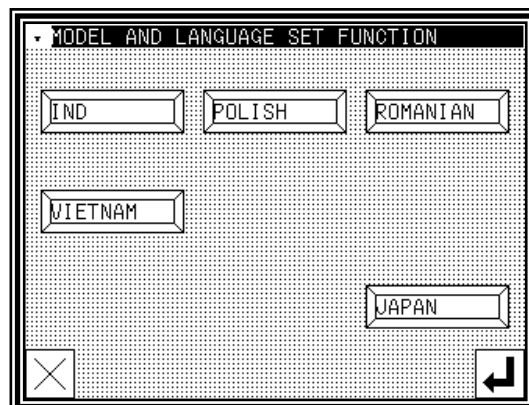 MODEL AND LANGUAGE SET FUNCTION
IND POLISH ROMANIAN
VIETNAM
JAPAN